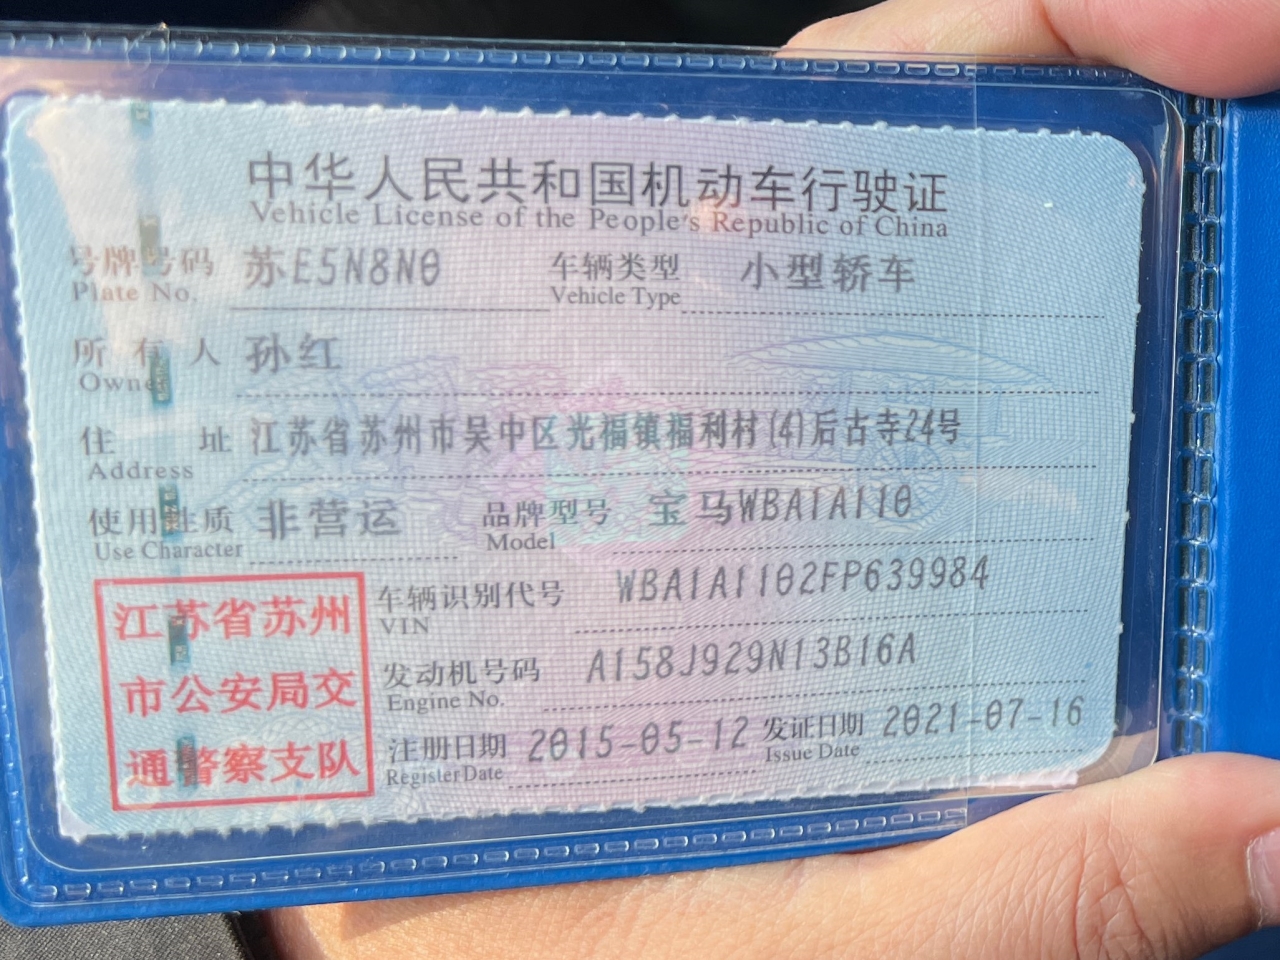 中华人民共和国机动车行驶证
Vehicle License of the People's Republic of China
号牌号码 苏E5N8N0 车辆类型 小型轿车
Plate No. Vehicle Type
所有人 孙红
Owner
住址 江苏省苏州市吴中区光福镇福利村(4)后古寺24号
Address
使用性质 非营运 品牌型号 宝马WBA1A110
Use Character Model
江苏省苏州
市公安局交
通警察支队
车辆识别代号 WBA1A1102FP639984
VIN
发动机号码 A158J929N13B16A
Engine No.
注册日期 2015-05-12 发证日期 2021-07-16
Register Date Issue Date